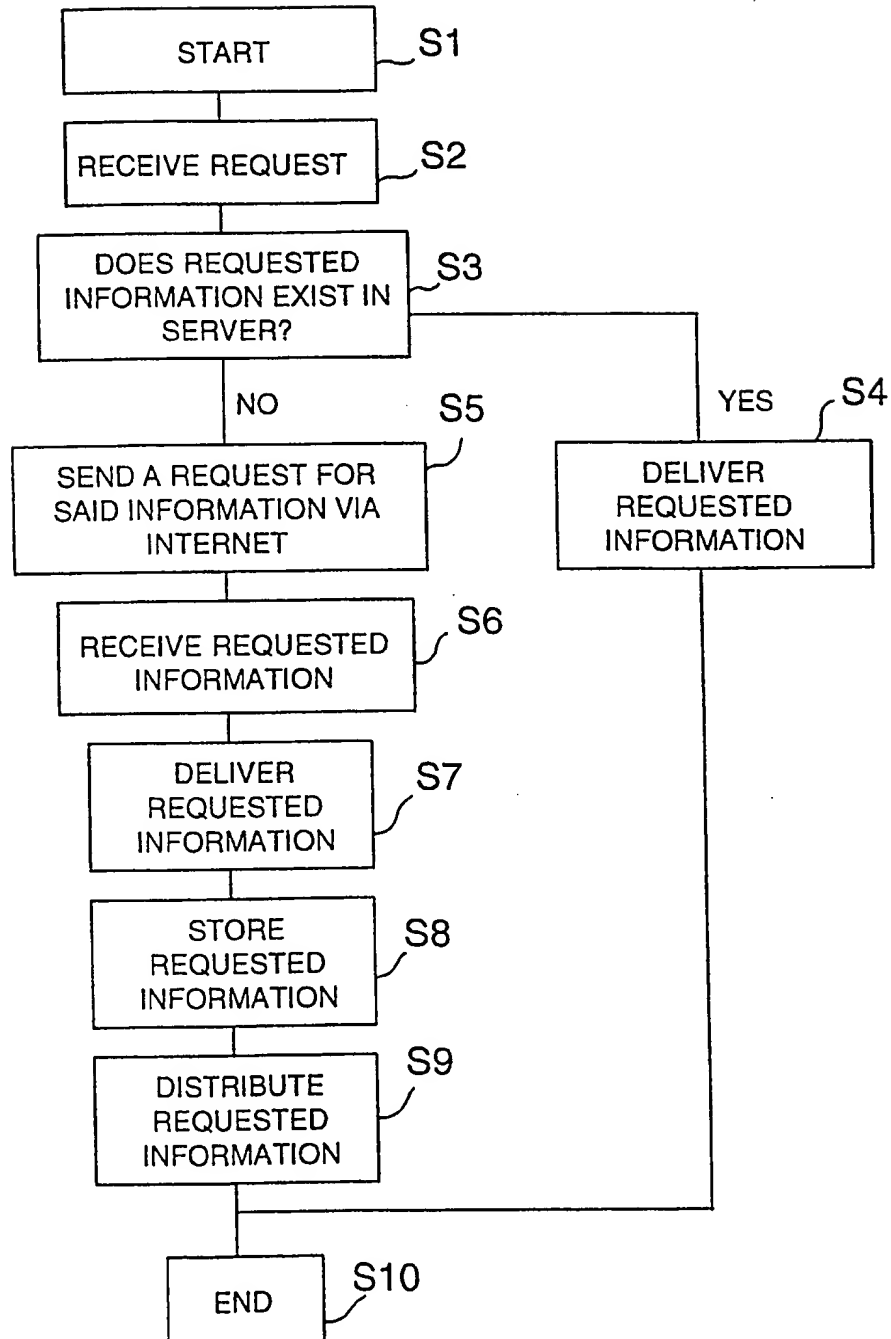 START
S1
RECEIVE REQUEST
S2
DOES REQUESTED
INFORMATION EXIST IN
SERVER?
S3
NO
YES
S4
DELIVER
REQUESTED
INFORMATION
S5
SEND A REQUEST FOR
SAID INFORMATION VIA
INTERNET
S6
RECEIVE REQUESTED
INFORMATION
S7
DELIVER
REQUESTED
INFORMATION
S8
STORE
REQUESTED
INFORMATION
S9
DISTRIBUTE
REQUESTED
INFORMATION
END
S10